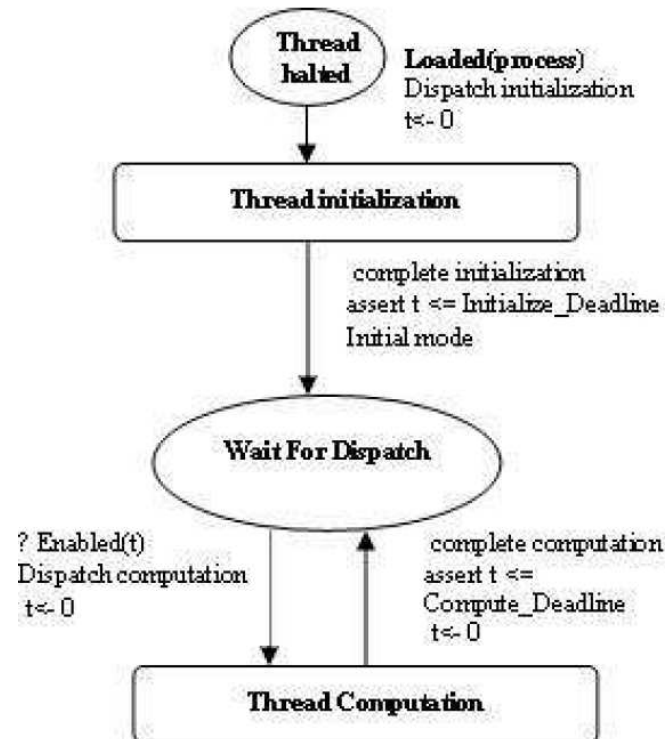 Thread
halted
Loaded(process)
Dispatch initialization
t<- 0
Thread initialization
complete initialization
assert t <= Initialize_Deadline
Initial mode
Wait For Dispatch
? Enabled(t)
Dispatch computation
t<- 0
complete computation
assert t <=
Compute_Deadline
t<- 0
Thread Computation